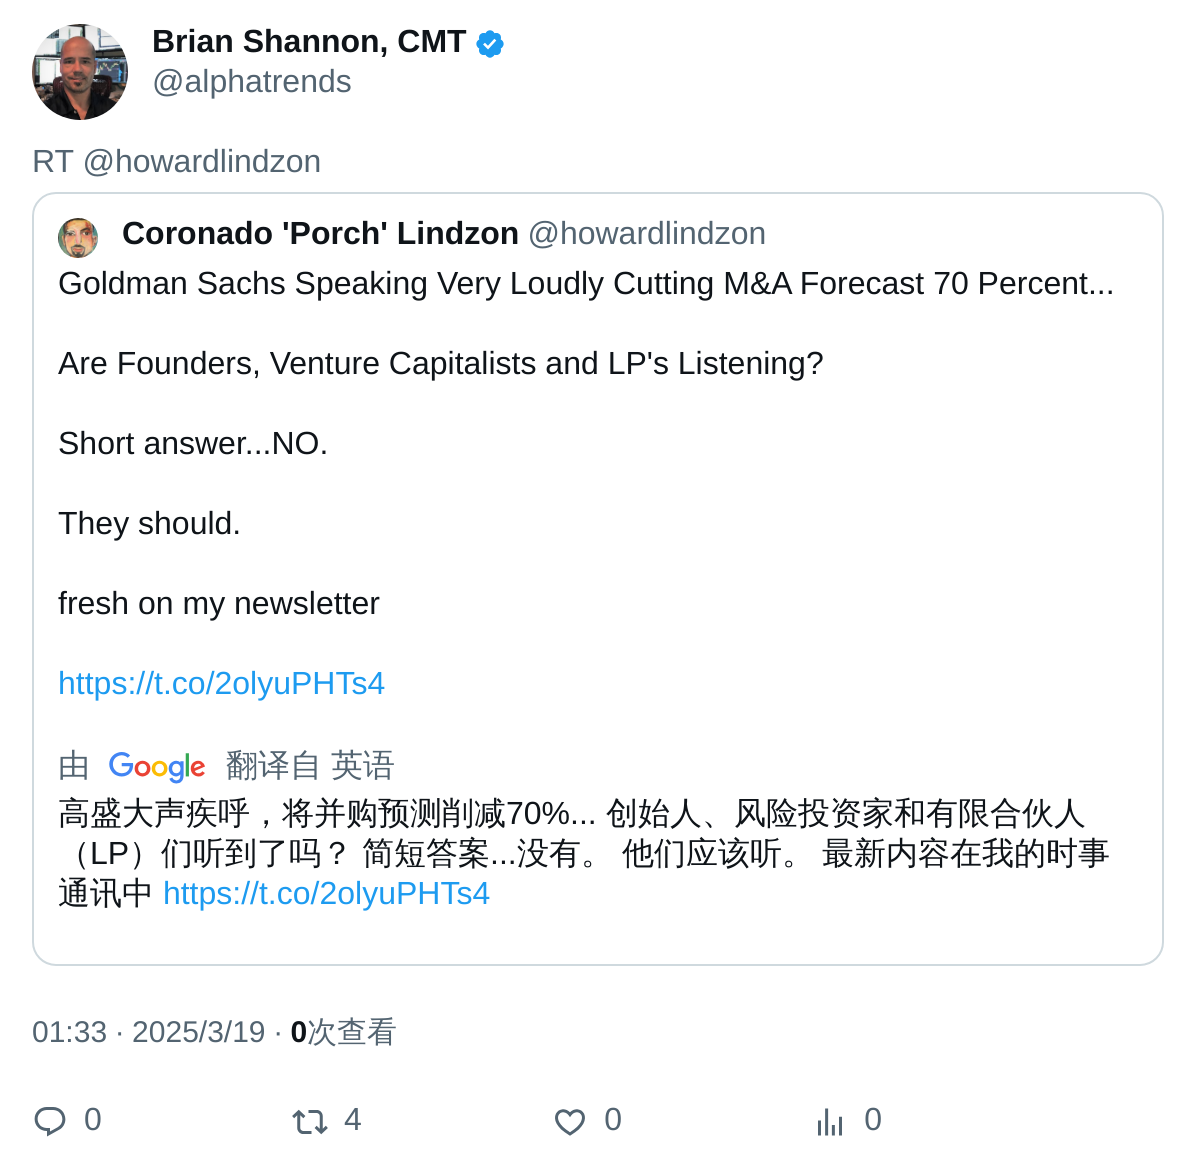 Brian Shannon, CMT
@alphatrends
RT @howardlindzon
Coronado 'Porch' Lindzon @howardlindzon
Goldman Sachs Speaking Very Loudly Cutting M&A Forecast 70 Percent...
Are Founders, Venture Capitalists and LP's Listening?
Short answer...NO.
They should.
fresh on my newsletter
https://t.co/2olyuPHTs4
由 Google 翻译自 英语
高盛大声疾呼，将并购预测削减70%... 创始人、风险投资家和有限合伙人
（LP）们听到了吗？ 简短答案...没有。 他们应该听。 最新内容在我的时事
通讯中 https://t.co/2olyuPHTs4
01:33 · 2025/3/19 · 0次查看
0 4 0 0